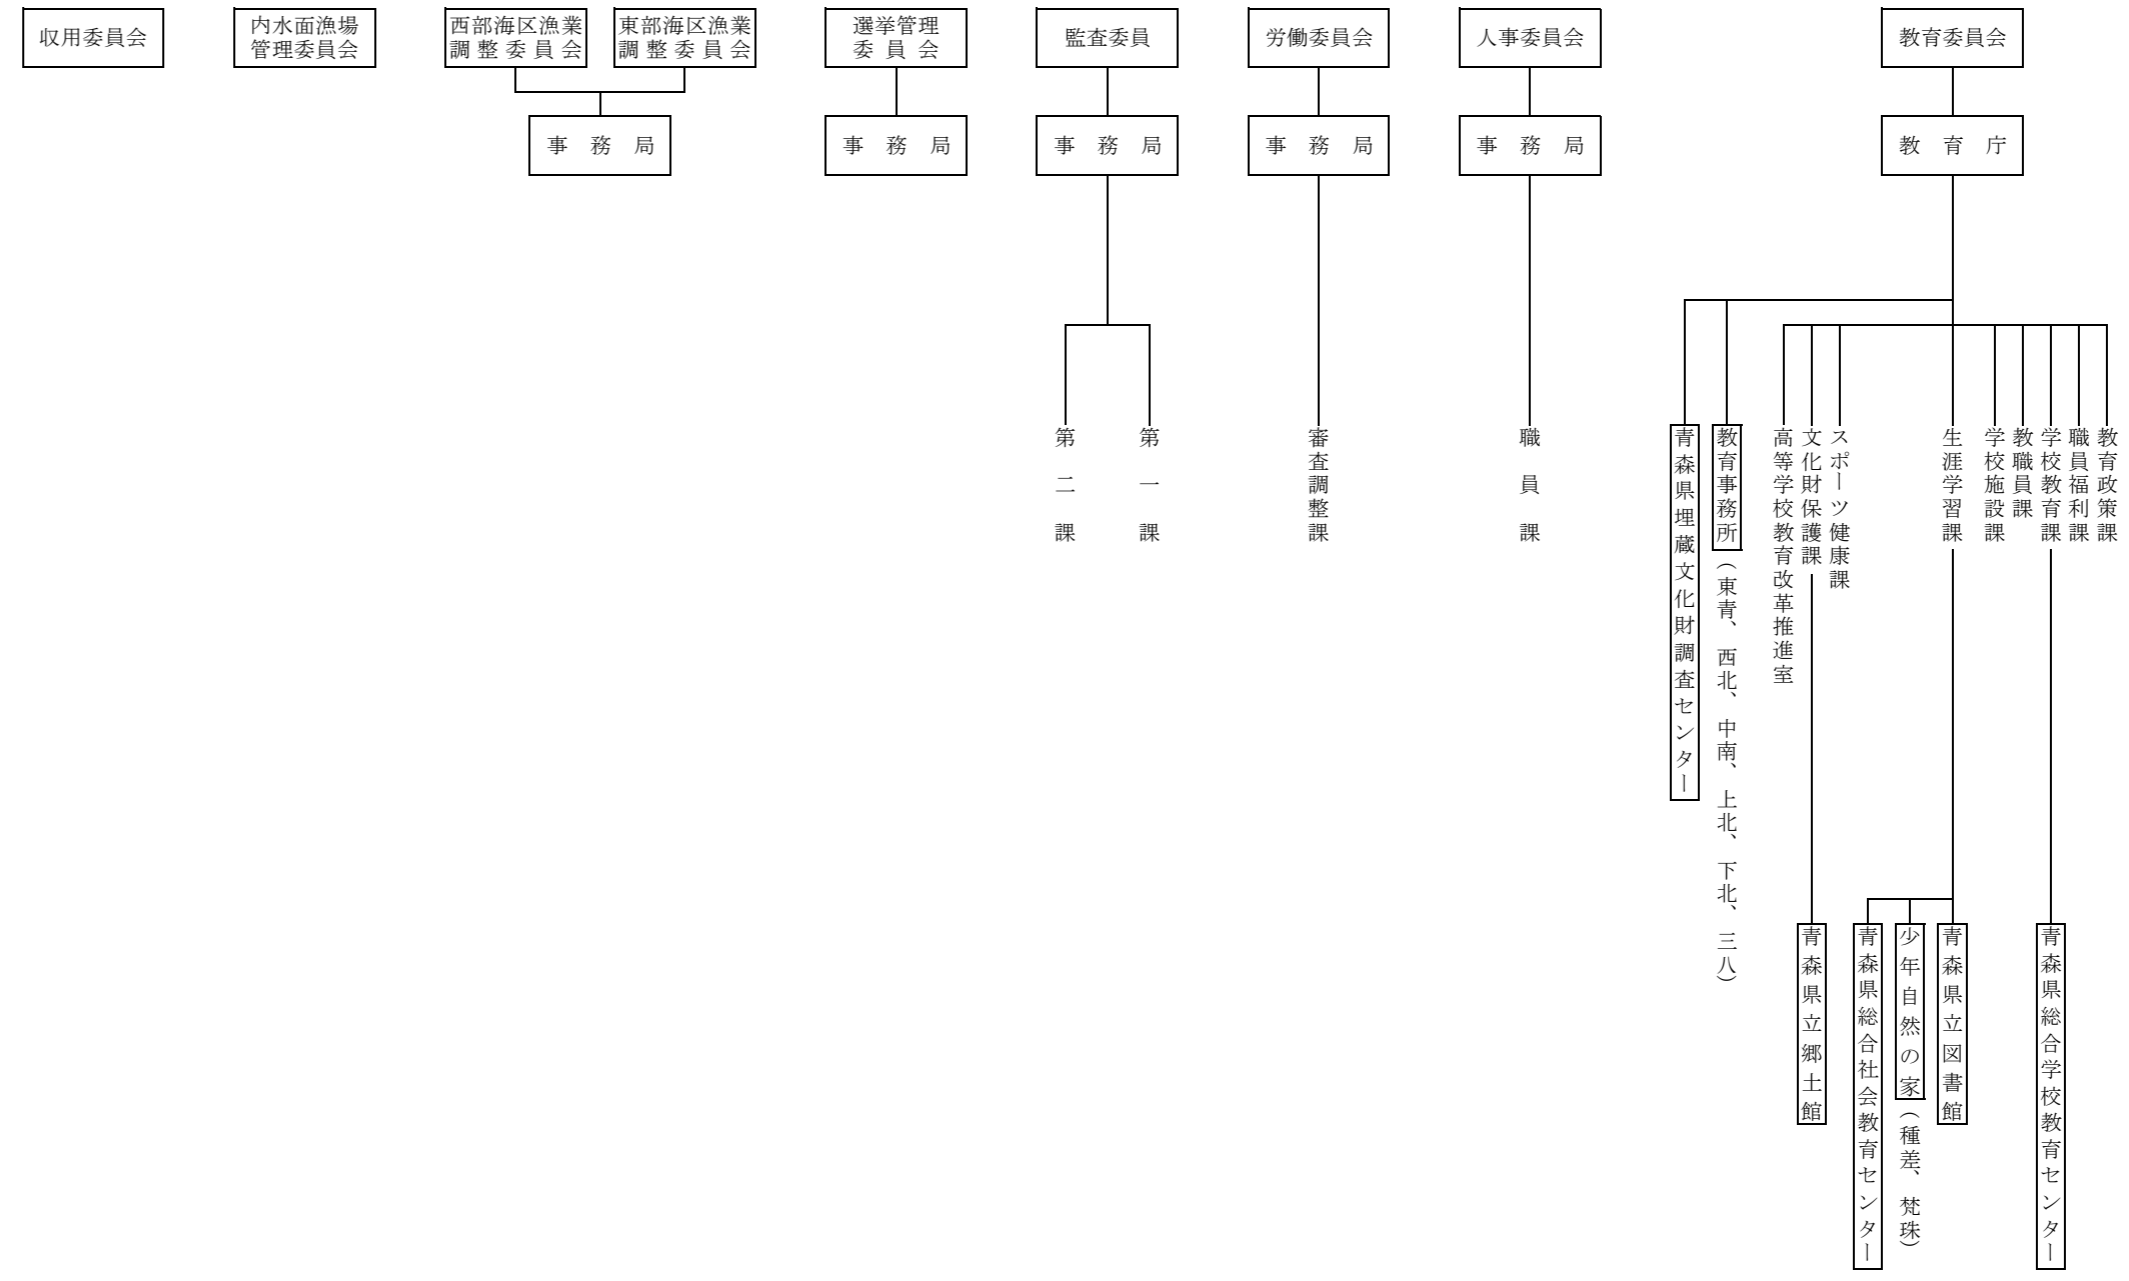 収用委員会
内水面漁場
管理委員会
西部海区漁業
調整委員会
東部海区漁業
調整委員会
選挙管理
委員会
監査委員
労働委員会
人事委員会
教育委員会
事務局
事務局
事務局
事務局
事務局
教育庁
教育政策課
職員福利課
学校教育課
教職員課
学校施設課
生涯学習課
スポーツ健康課
文化財保護課
高等学校教育改革推進室
教育事務所(東青、西北、中南、上北、下北、三八)
青森県埋蔵文化財調査センター
職員課
審査調整課
第一課
第二課
青森県総合学校教育センター
青森県立図書館
少年自然の家(種差、梵珠)
青森県総合社会教育センター
青森県立郷土館